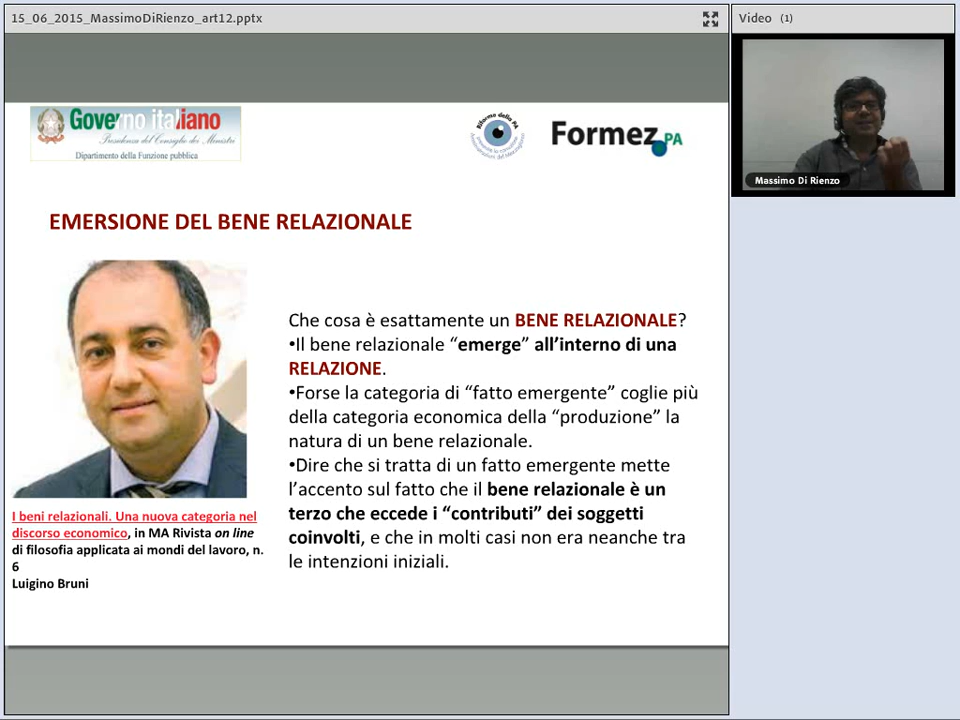 15_06_2015_MassimoDiRienzo_art12.pptx
Video (1)
Massimo Di Rienzo
Governo italiano
Presidenza del Consiglio dei Ministri
Dipartimento della Funzione pubblica
Riforma della PA
Formez PA
EMERSIONE DEL BENE RELAZIONALE
Che cosa è esattamente un BENE RELAZIONALE?
•Il bene relazionale “emerge” all’interno di una
RELAZIONE.
•Forse la categoria di “fatto emergente” coglie più
della categoria economica della “produzione” la
natura di un bene relazionale.
•Dire che si tratta di un fatto emergente mette
l’accento sul fatto che il bene relazionale è un
terzo che eccede i “contributi” dei soggetti
coinvolti, e che in molti casi non era neanche tra
le intenzioni iniziali.
I beni relazionali. Una nuova categoria nel
discorso economico, in MA Rivista on line
di filosofia applicata ai mondi del lavoro, n.
6
Luigino Bruni